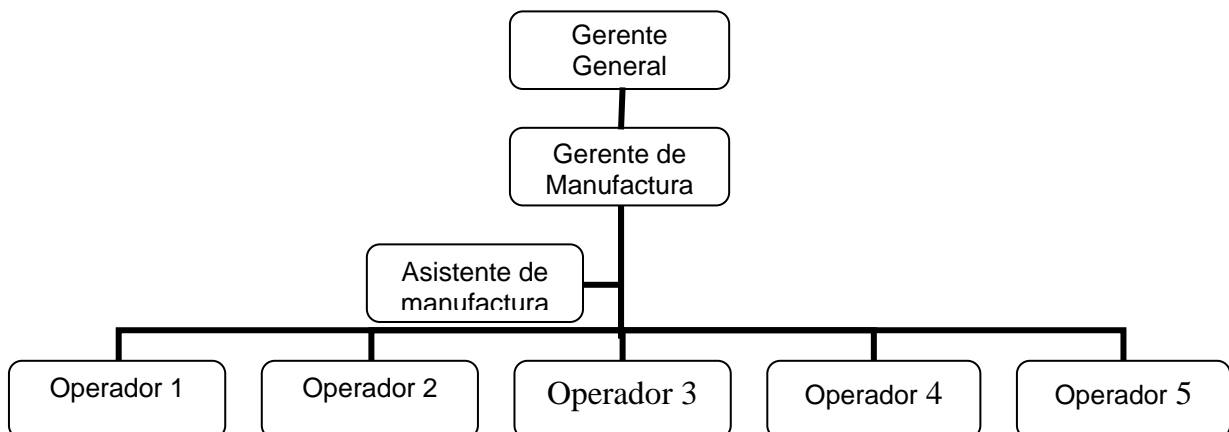 Gerente
General
Gerente de
Manufactura
Asistente de
manufactura
Operador 1
Operador 2
Operador 3
Operador 4
Operador 5